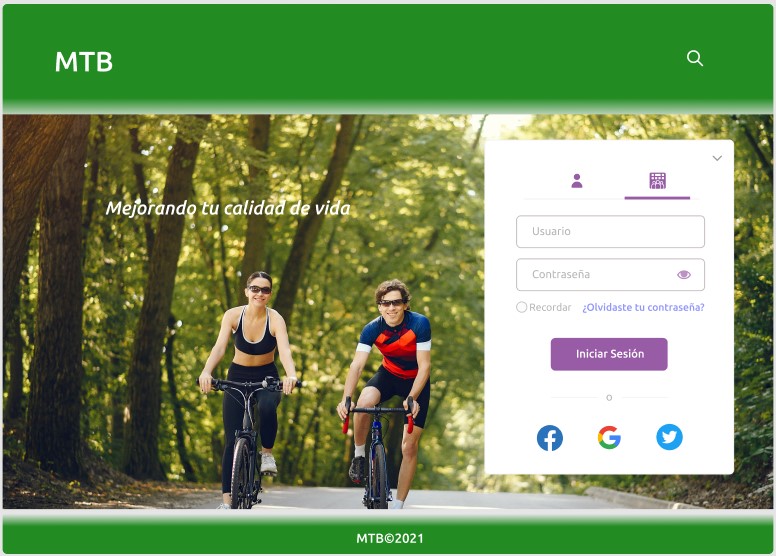 MTB
Mejorando tu calidad de vida
Usuario
Contraseña
Recordar ¿Olvidaste tu contraseña?
Iniciar Sesión
o
MTB©2021